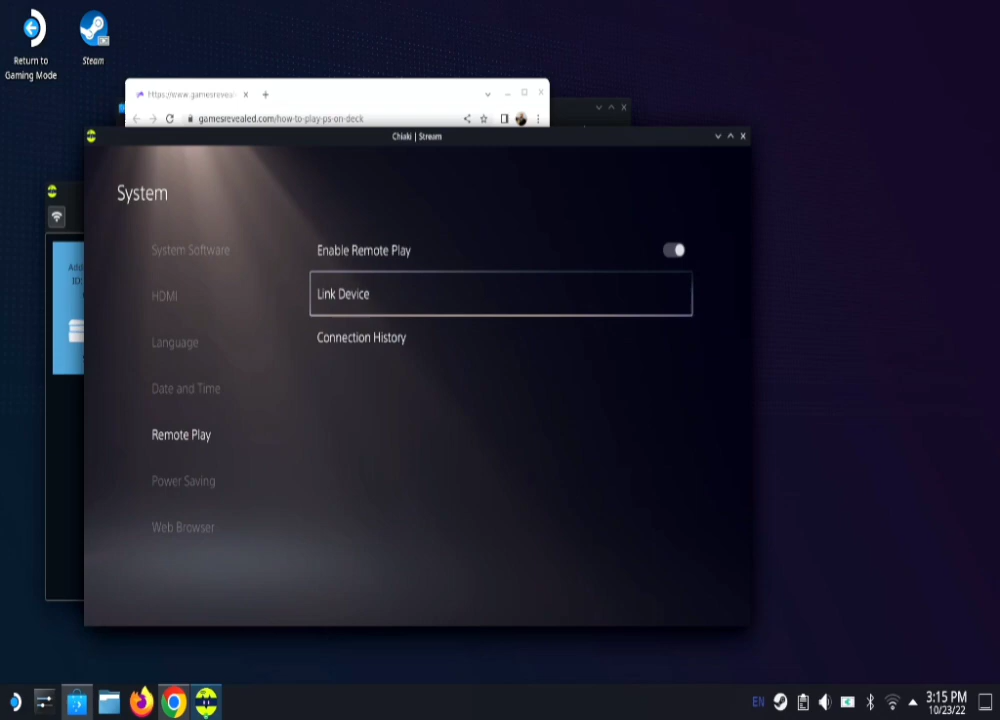 Return to
Gaming Mode
Steam
https://www.gamesreveal
gamesrevealed.com/how-to-play-ps-on-deck
Chiaki | Stream
System
System Software
HDMI
Language
Date and Time
Remote Play
Power Saving
Web Browser
Enable Remote Play
Link Device
Connection History
Add
ID:
EN
3:15 PM
10/23/22